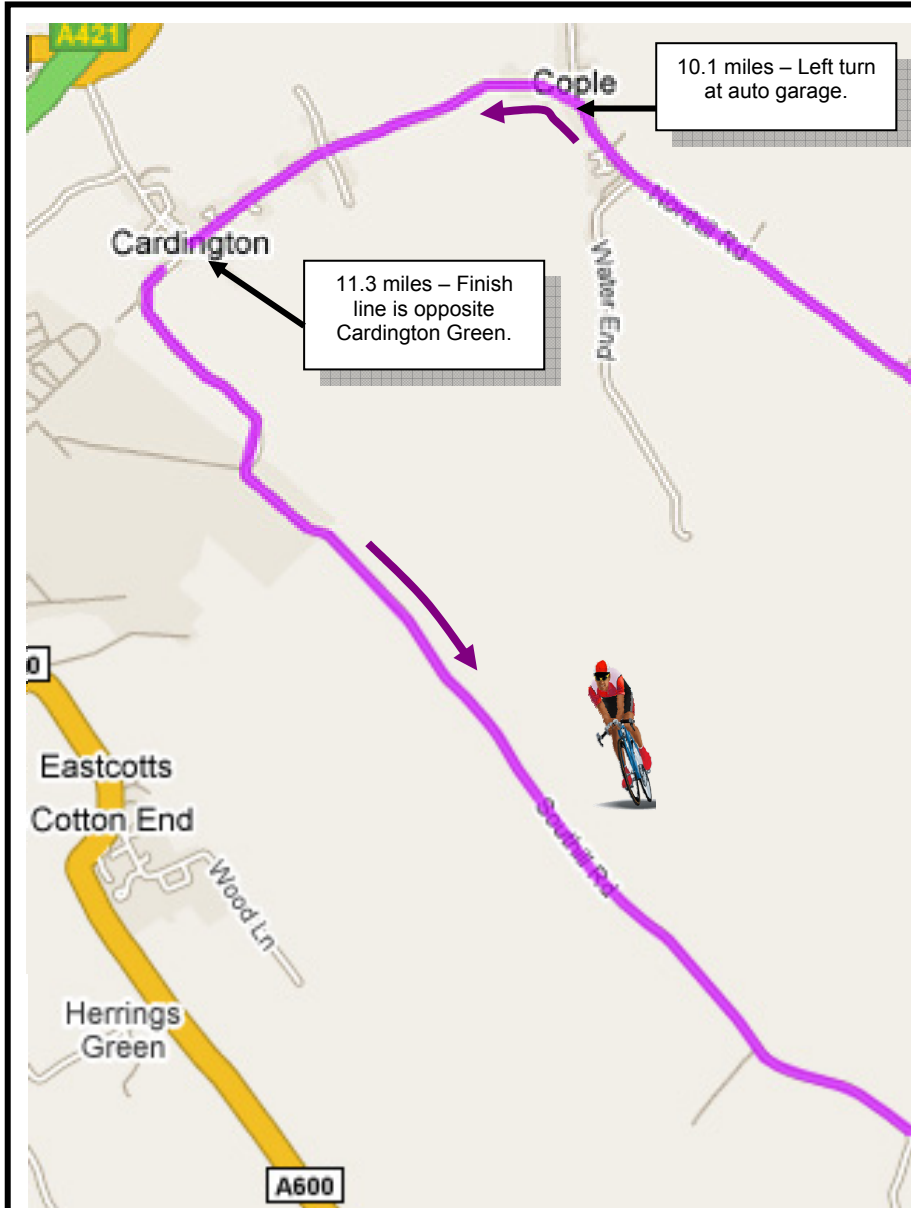 A421
Cople
10.1 miles – Left turn
at auto garage.
Northill Rd
Cardington
Water End
11.3 miles – Finish
line is opposite
Cardington Green.
0
Eastcotts
Cotton End
Southill Rd
Wood Ln
Herrings
Green
A600